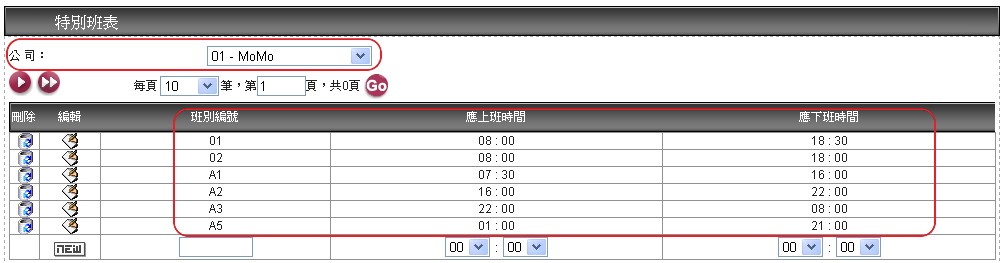 特別班表
公司： 01 - MoMo
每頁 10 筆，第 1 頁，共0頁 Go
刪除 編輯 班別編號 應上班時間 應下班時間
01 08 : 00 18 : 30
02 08 : 00 18 : 00
A1 07 : 30 16 : 00
A2 16 : 00 22 : 00
A3 22 : 00 08 : 00
A5 01 : 00 21 : 00
new 00 : 00 00 : 00